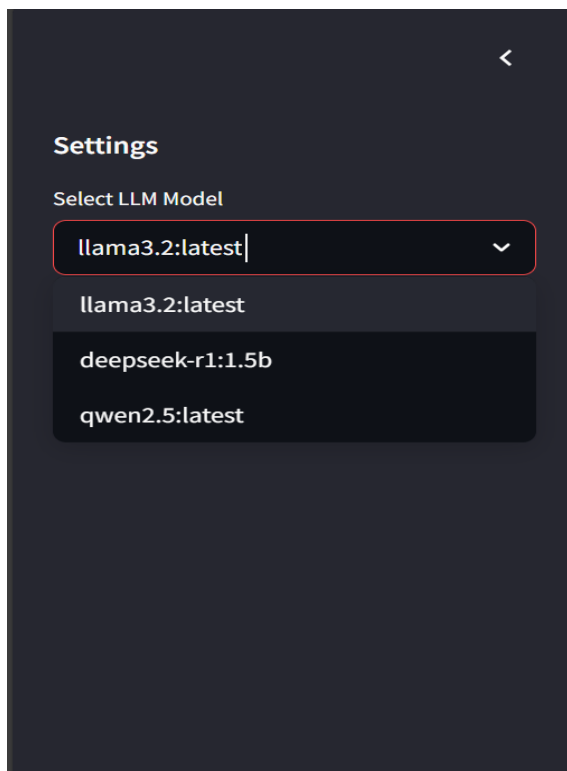 Settings
Select LLM Model
llama3.2:latest
llama3.2:latest
deepseek-r1:1.5b
qwen2.5:latest